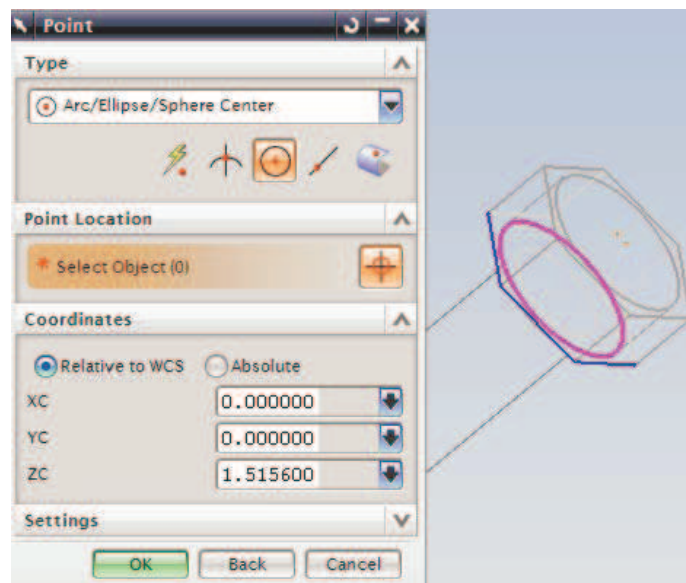 Point
Type
Arc/Ellipse/Sphere Center
Point Location
* Select Object (0)
Coordinates
Relative to WCS Absolute
XC 0.000000
YC 0.000000
ZC 1.515600
Settings
OK Back Cancel